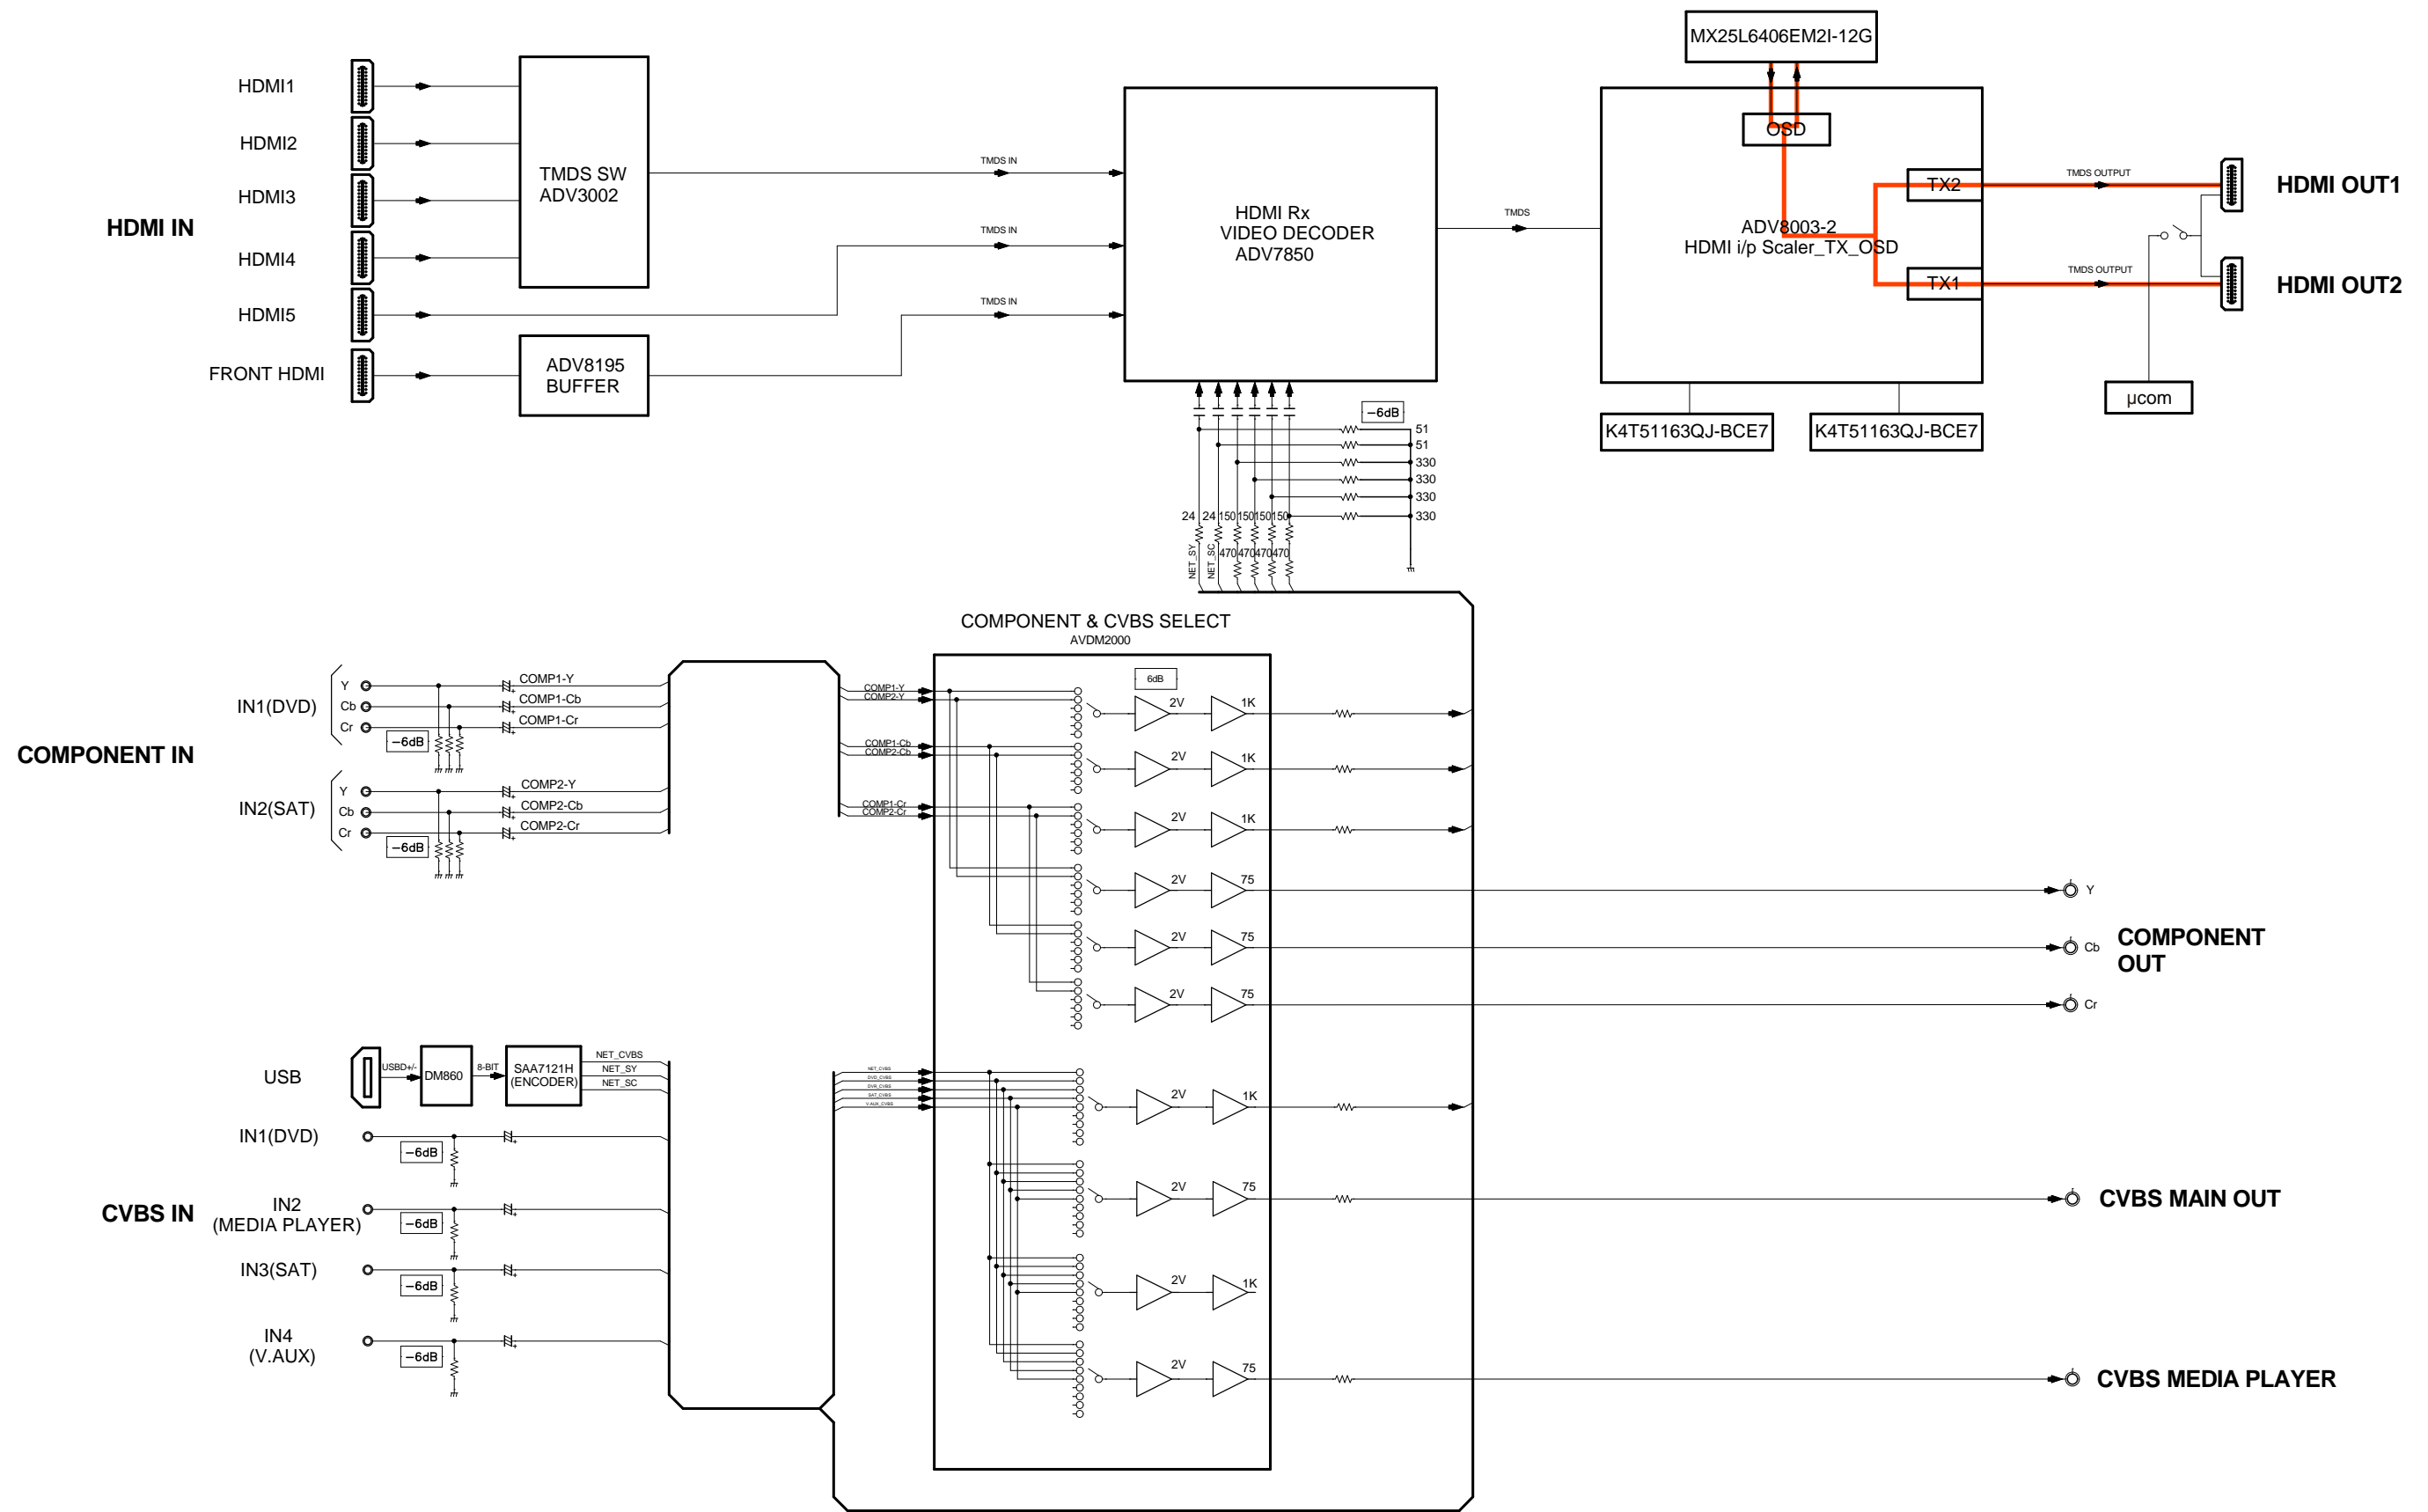 MX25L6406EM2I-12G
HDMI1
HDMI2
HDMI3
HDMI4
HDMI5
FRONT HDMI
HDMI IN
TMDS SW
ADV3002
ADV8195
BUFFER
TMDS IN
TMDS IN
TMDS IN
HDMI Rx
VIDEO DECODER
ADV7850
TMDS
OSD
TX2
ADV8003-2
HDMI i/p Scaler_TX_OSD
TX1
TMDS OUTPUT
TMDS OUTPUT
HDMI OUT1
HDMI OUT2
µcom
K4T51163QJ-BCE7
K4T51163QJ-BCE7
−6dB
51
51
330
330
330
330
24
24
150
150
150
150
NET_SY
NET_SC
470
470
470
470
COMPONENT & CVBS SELECT
AVDM2000
COMPONENT IN
IN1(DVD)
Y
Cb
Cr
−6dB
COMP1-Y
COMP1-Cb
COMP1-Cr
IN2(SAT)
Y
Cb
Cr
−6dB
COMP2-Y
COMP2-Cb
COMP2-Cr
COMP1-Y
COMP2-Y
COMP1-Cb
COMP2-Cb
COMP1-Cr
COMP2-Cr
6dB
2V
1K
2V
1K
2V
1K
2V
75
2V
75
2V
75
Y
Cb
Cr
COMPONENT
OUT
USB
USBD+/-
DM860
8-BIT
SAA7121H
(ENCODER)
NET_CVBS
NET_SY
NET_SC
NET_CVBS
DVD_CVBS
DVR_CVBS
SAT_CVBS
V.AUX_CVBS
2V
1K
CVBS IN
IN1(DVD)
−6dB
IN2
(MEDIA PLAYER)
−6dB
IN3(SAT)
−6dB
IN4
(V.AUX)
−6dB
2V
75
CVBS MAIN OUT
2V
1K
2V
75
CVBS MEDIA PLAYER